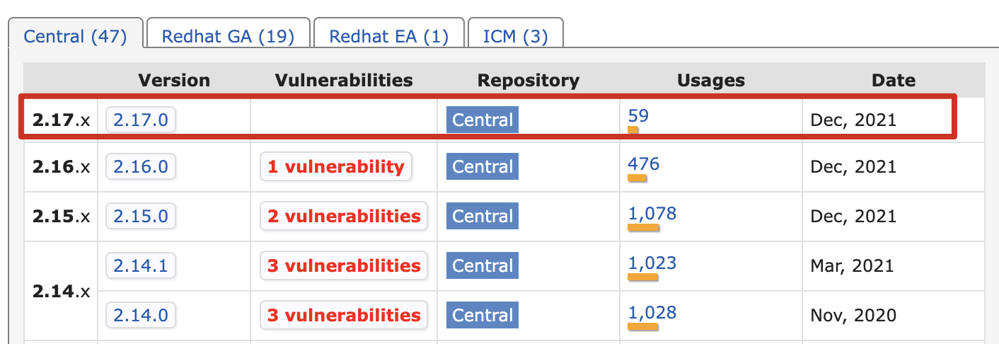 Central (47) Redhat GA (19) Redhat EA (1) ICM (3)
Version Vulnerabilities Repository Usages Date
2.17.x 2.17.0 Central 59 Dec, 2021
2.16.x 2.16.0 1 vulnerability Central 476 Dec, 2021
2.15.x 2.15.0 2 vulnerabilities Central 1,078 Dec, 2021
2.14.x
2.14.1 3 vulnerabilities Central 1,023 Mar, 2021
2.14.0 3 vulnerabilities Central 1,028 Nov, 2020